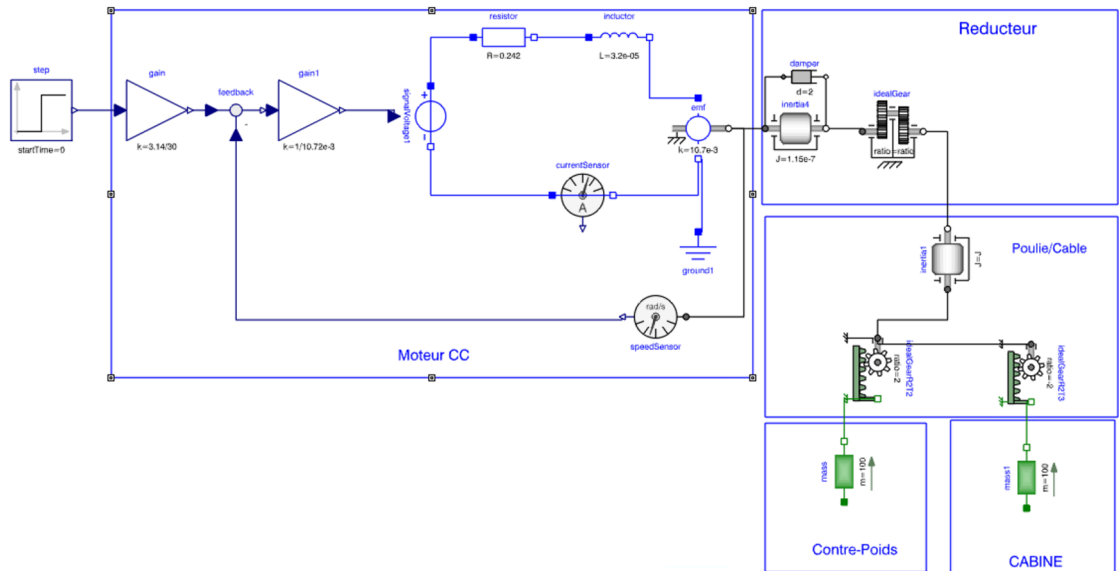 step
startTime=0
gain
k=3.14/30
feedback
-
gain1
k=1/10.72e-3
signalVoltage1
+
−
resistor
R=0.242
inductor
L=3.2e-05
emf
k=10.7e-3
currentSensor
A
ground1
rad/s
speedSensor
Moteur CC
Reducteur
damper
d=2
inertia4
J=1.15e-7
idealGear
ratio=ratio
Poulie/Cable
inertia1
J=J
idealGearR2T2
ratio=2
idealGearR2T3
ratio=-2
mass
m=100
Contre-Poids
mass1
m=100
CABINE